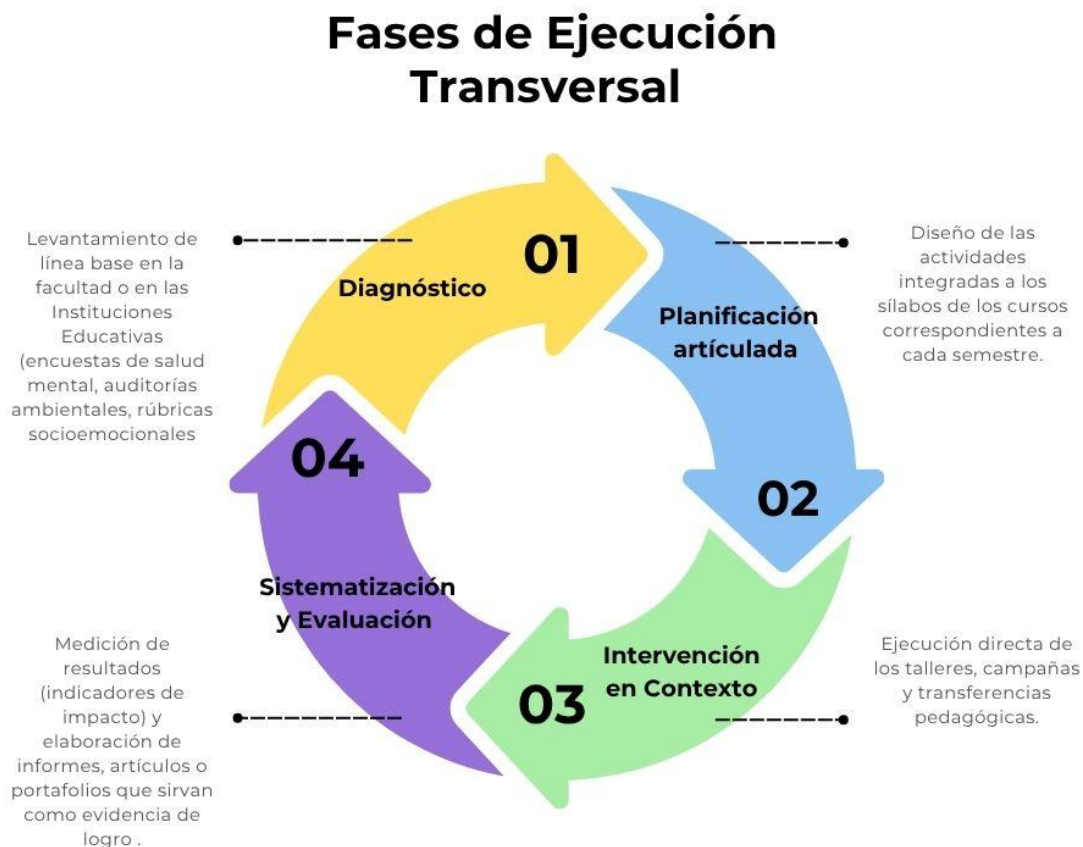 Fases de Ejecución
Transversal
01
Diagnóstico
Levantamiento de
línea base en la
facultad o en las
Instituciones
Educativas
(encuestas de salud
mental, auditorías
ambientales, rúbricas
socioemocionales
Planificación
artículada
02
Diseño de las
actividades
integradas a los
sílabos de los cursos
correspondientes a
cada semestre.
Intervención
en Contexto
03
Ejecución directa de
los talleres, campañas
y transferencias
pedagógicas.
04
Sistematización
y Evaluación
Medición de
resultados
(indicadores de
impacto) y
elaboración de
informes, artículos o
portafolios que sirvan
como evidencia de
logro .